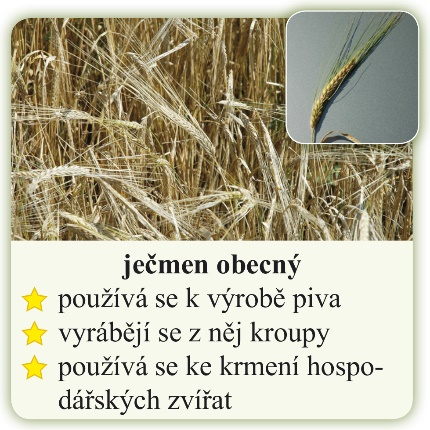 ječmen obecný
používá se k výrobě piva
vyrábějí se z něj kroupy
používá se ke krmení hospo-
dářských zvířat